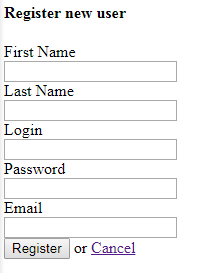 Register new user
First Name
Last Name
Login
Password
Email
Register or Cancel